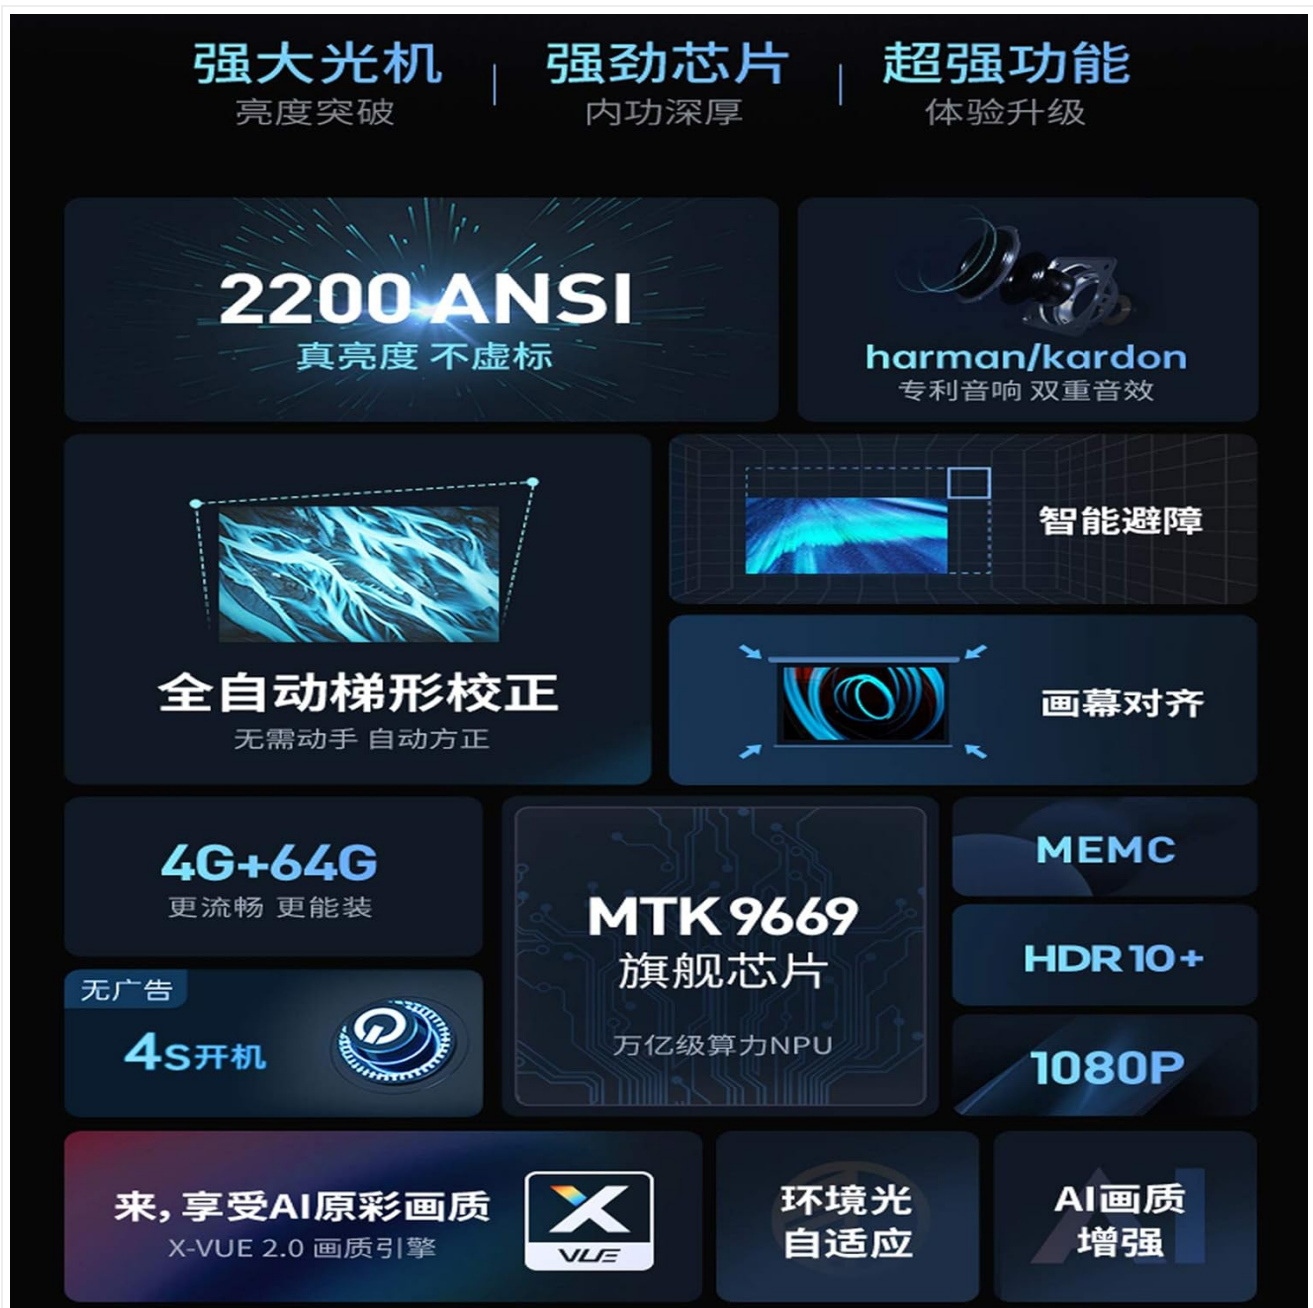 强大光机
亮度突破
强劲芯片
内功深厚
超强功能
体验升级
2200 ANSI
真亮度 不虚标
harman/kardon
专利音响 双重音效
全自动梯形校正
无需动手 自动方正
智能避障
画幕对齐
4G+64G
更流畅 更能装
无广告
4S开机
MTK 9669
旗舰芯片
万亿级算力NPU
MEMC
HDR10+
1080P
来，享受AI原彩画质
X-VUE 2.0 画质引擎
X
VUE
环境光
自适应
AI画质
增强